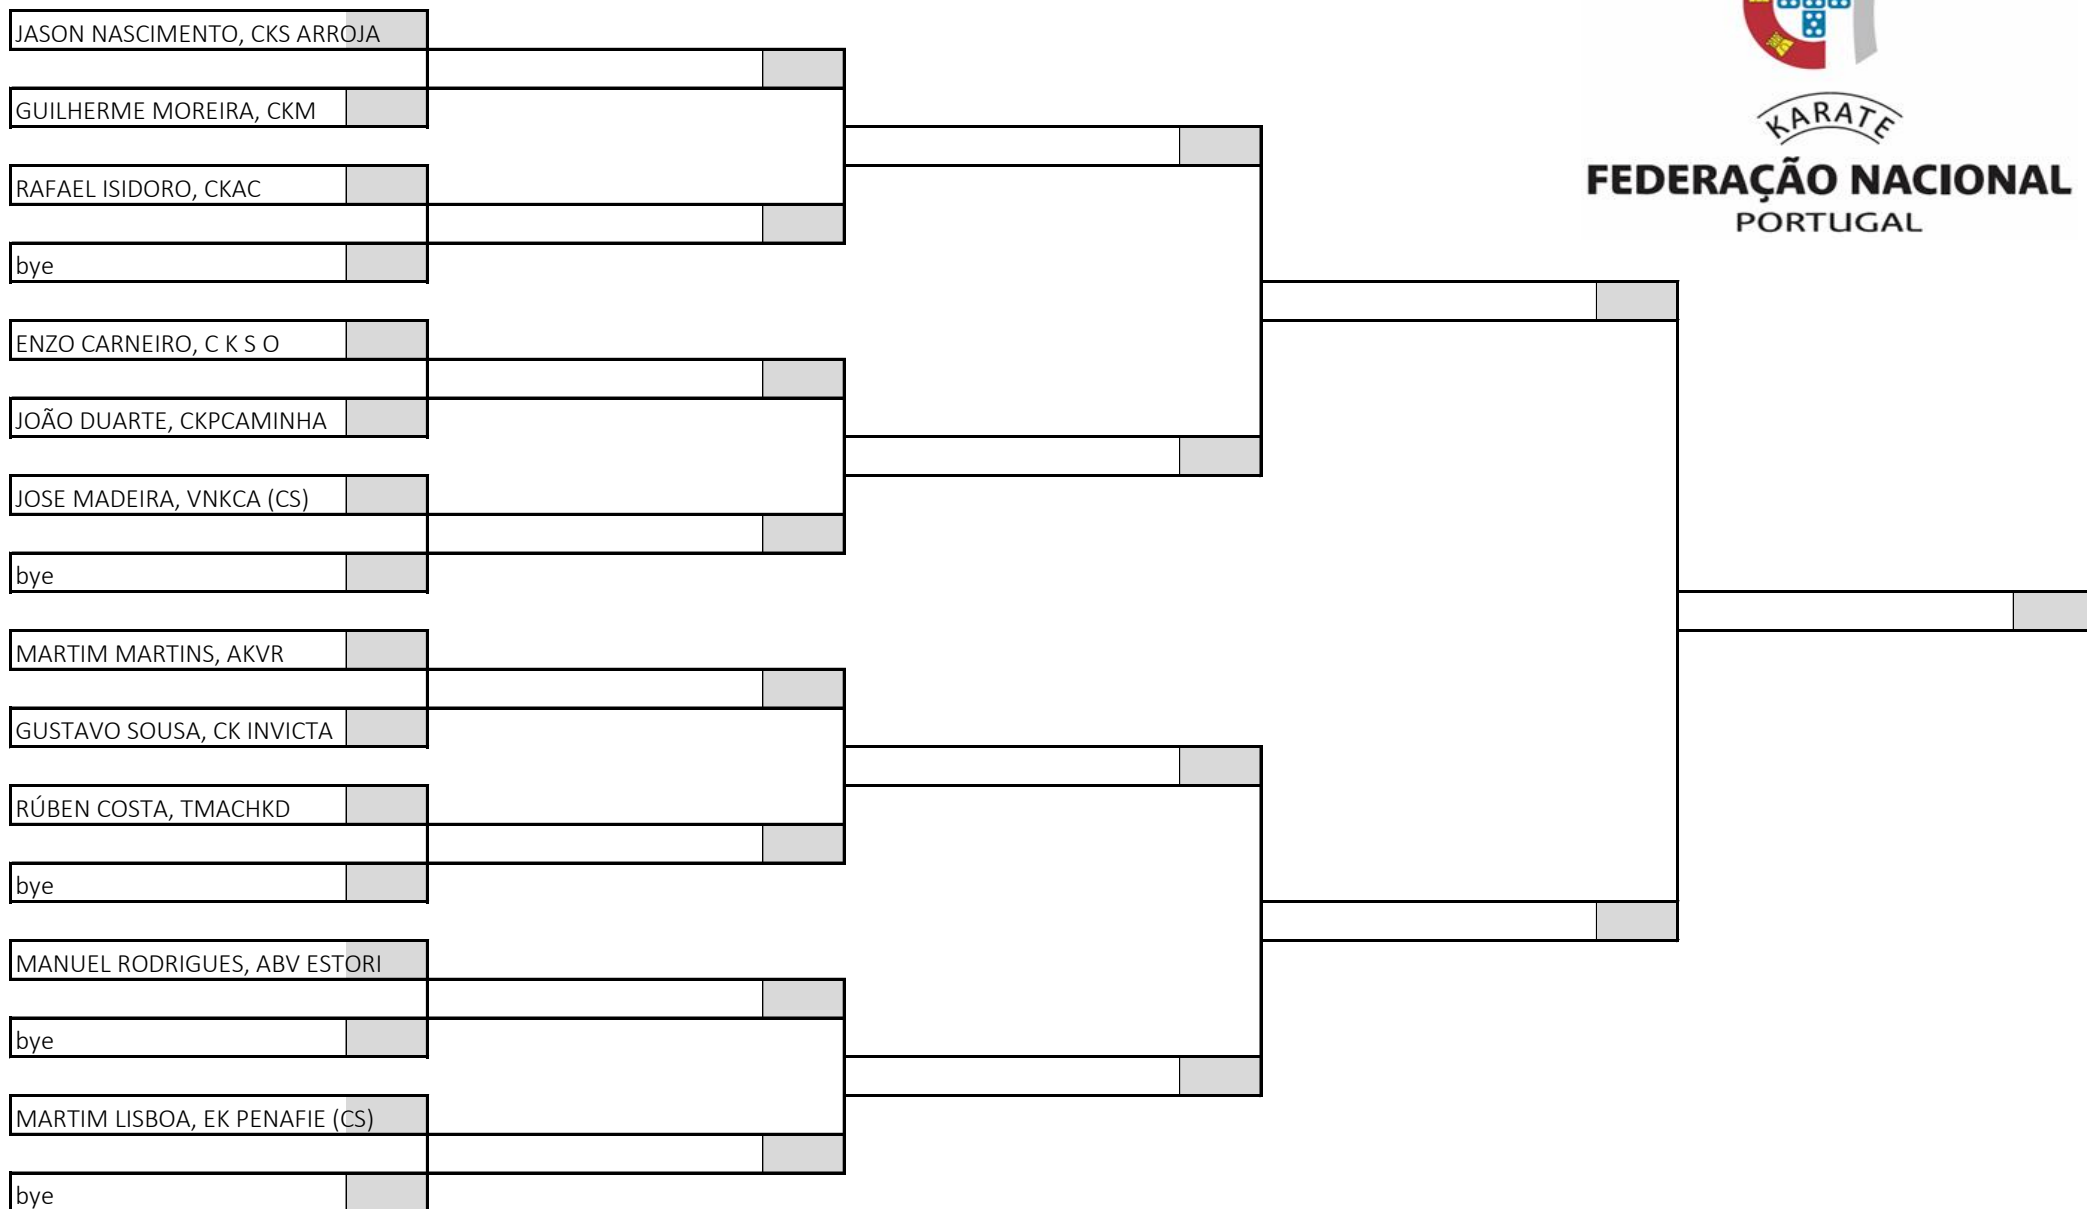 JASON NASCIMENTO, CKS ARROJA
GUILHERME MOREIRA, CKM
RAFAEL ISIDORO, CKAC
bye
ENZO CARNEIRO, C K S O
JOÃO DUARTE, CKPCAMINHA
JOSE MADEIRA, VNKCA (CS)
bye
MARTIM MARTINS, AKVR
GUSTAVO SOUSA, CK INVICTA
RÚBEN COSTA, TMACHKD
bye
MANUEL RODRIGUES, ABV ESTORI
bye
MARTIM LISBOA, EK PENAFIE (CS)
bye
KARATE
FEDERAÇÃO NACIONAL
PORTUGAL